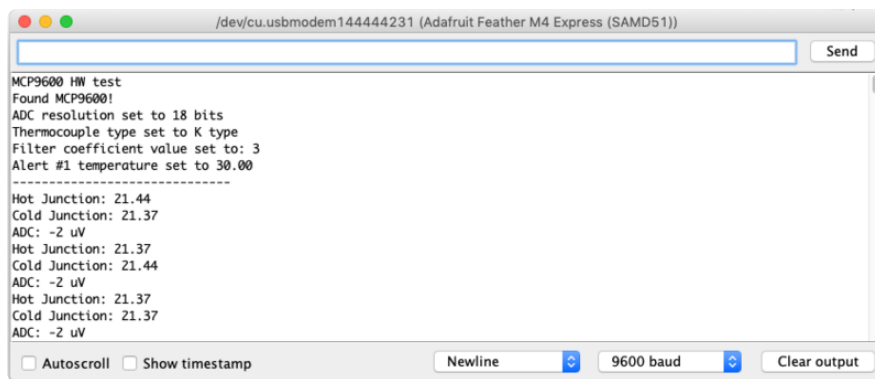 /dev/cu.usbmodem144444231 (Adafruit Feather M4 Express (SAMD51))
Send
MCP9600 HW test
Found MCP9600!
ADC resolution set to 18 bits
Thermocouple type set to K type
Filter coefficient value set to: 3
Alert #1 temperature set to 30.00
------------------------------
Hot Junction: 21.44
Cold Junction: 21.37
ADC: -2 uV
Hot Junction: 21.37
Cold Junction: 21.44
ADC: -2 uV
Hot Junction: 21.37
Cold Junction: 21.37
ADC: -2 uV
Autoscroll Show timestamp Newline 9600 baud Clear output